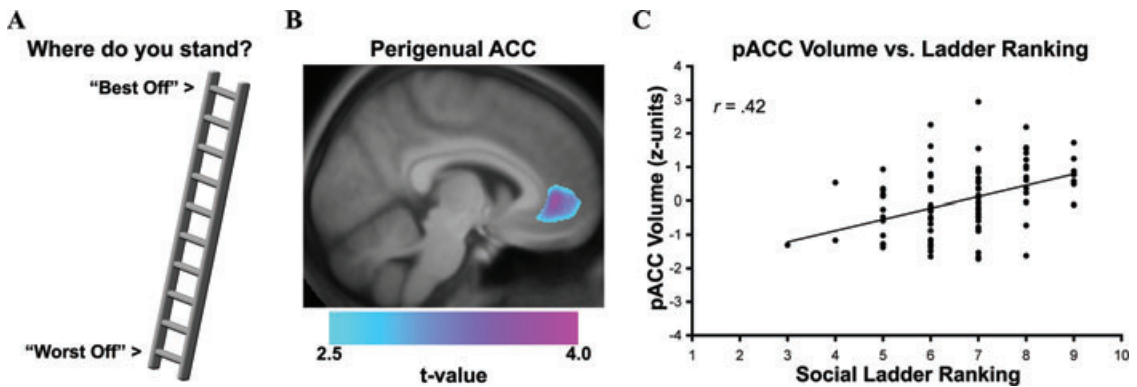 A
Where do you stand?
“Best Off” >
“Worst Off” >
B
Perigenual ACC
2.5
4.0
t-value
C
pACC Volume vs. Ladder Ranking
r = .42
pACC Volume (z-units)
4
3
2
1
0
-1
-2
-3
-4
1 2 3 4 5 6 7 8 9 10
Social Ladder Ranking